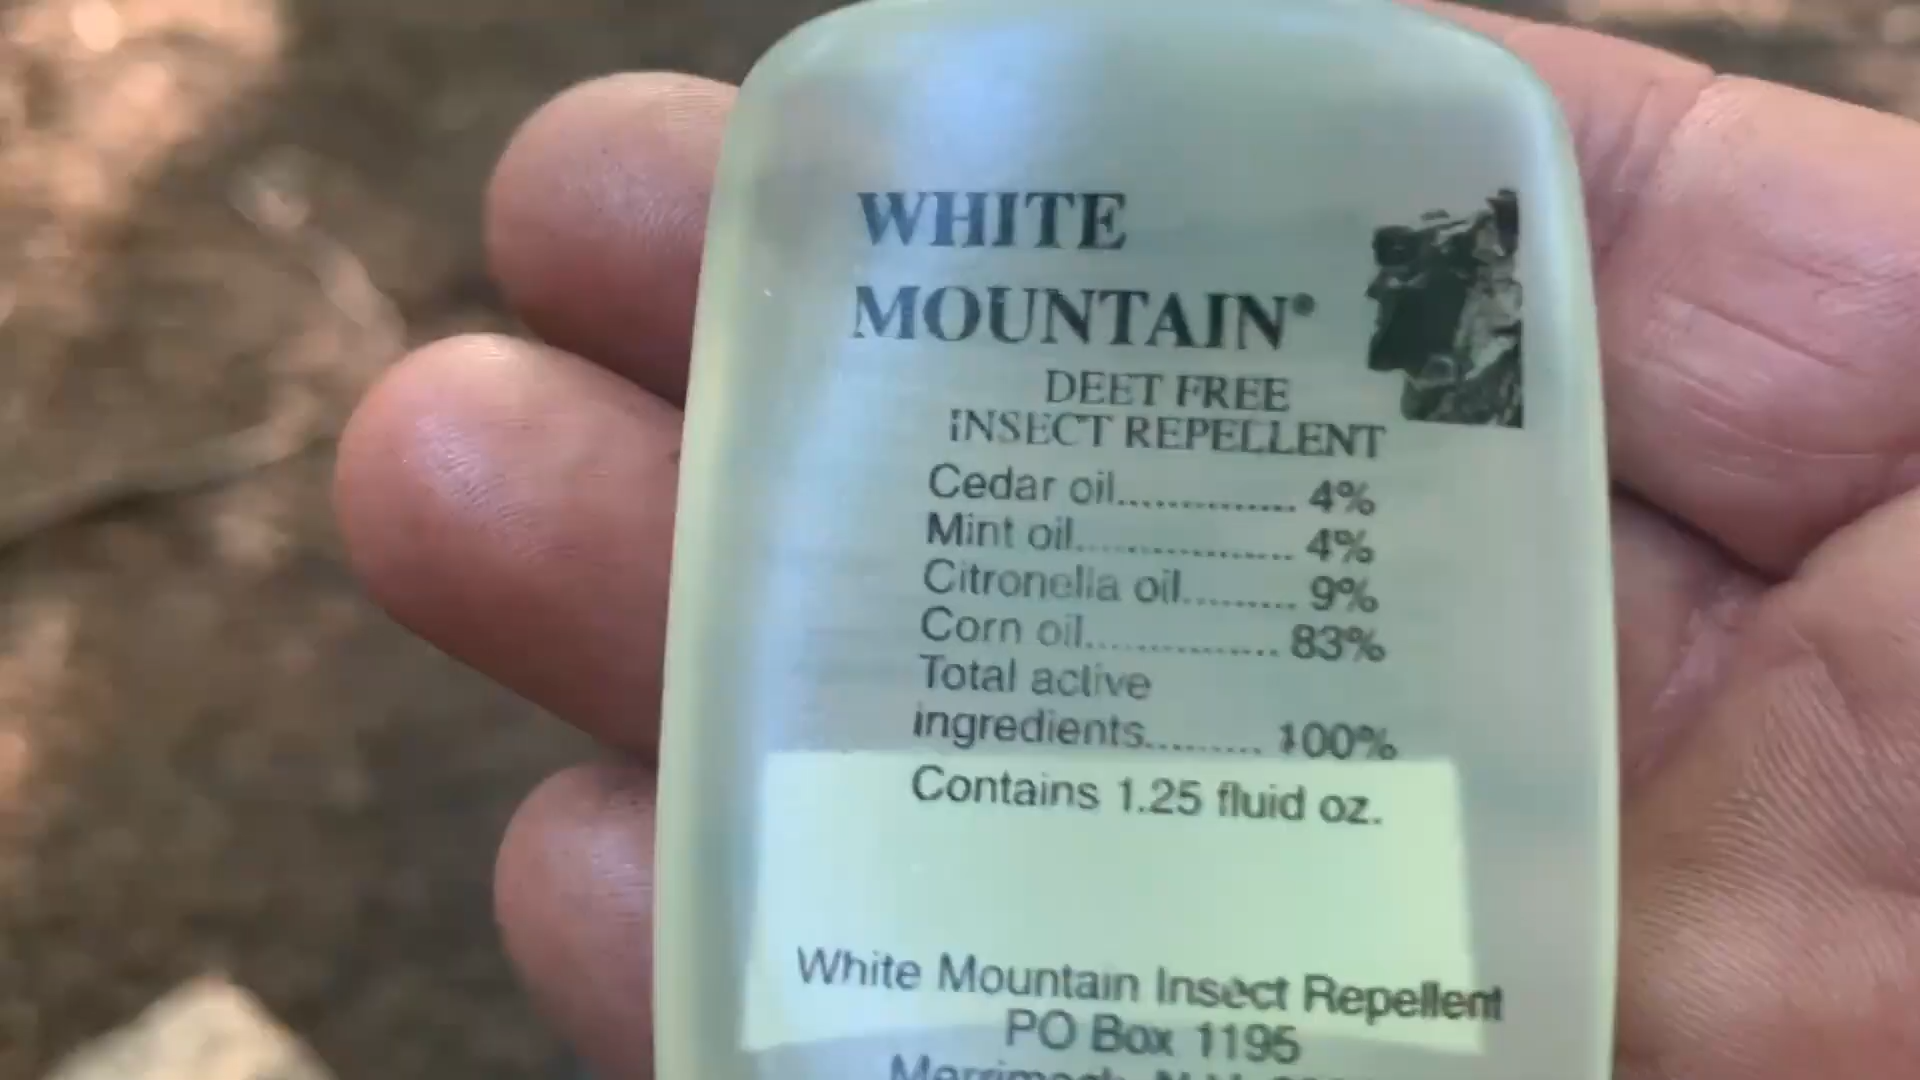 WHITE
MOUNTAIN®
DEET FREE
INSECT REPELLENT
Cedar oil.............. 4%
Mint oil................. 4%
Citronella oil......... 9%
Corn oil............... 83%
Total active
ingredients......... 100%
Contains 1.25 fluid oz.
White Mountain Insect Repellent
PO Box 1195